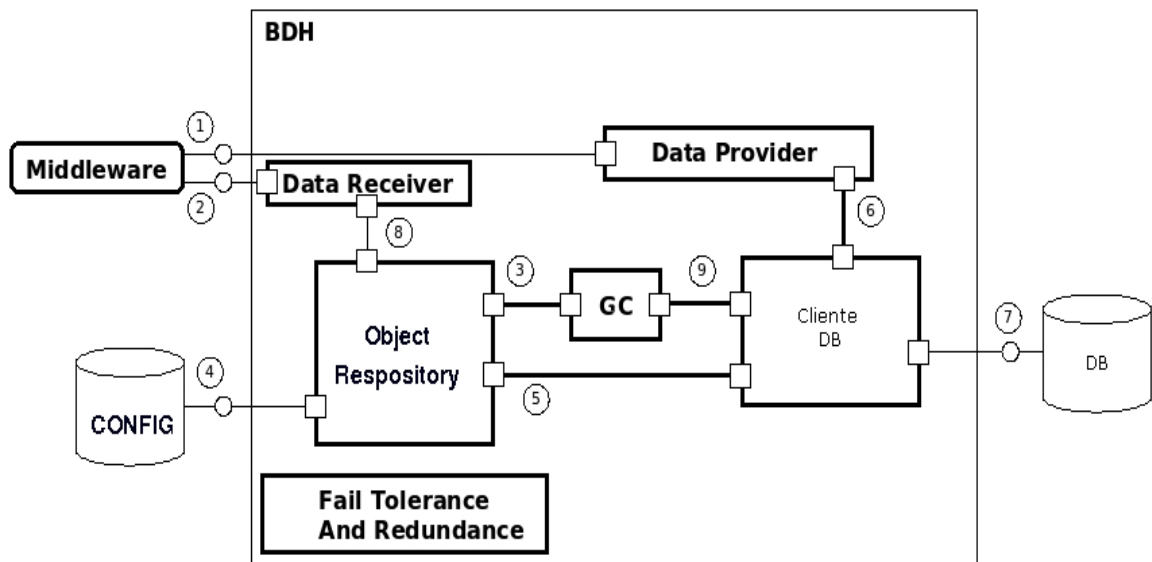 BDH
1
Middleware
Data Provider
2
Data Receiver
6
8
3
GC
9
Cliente
DB
7
Object
Respository
4
5
DB
CONFIG
Fail Tolerance
And Redundance